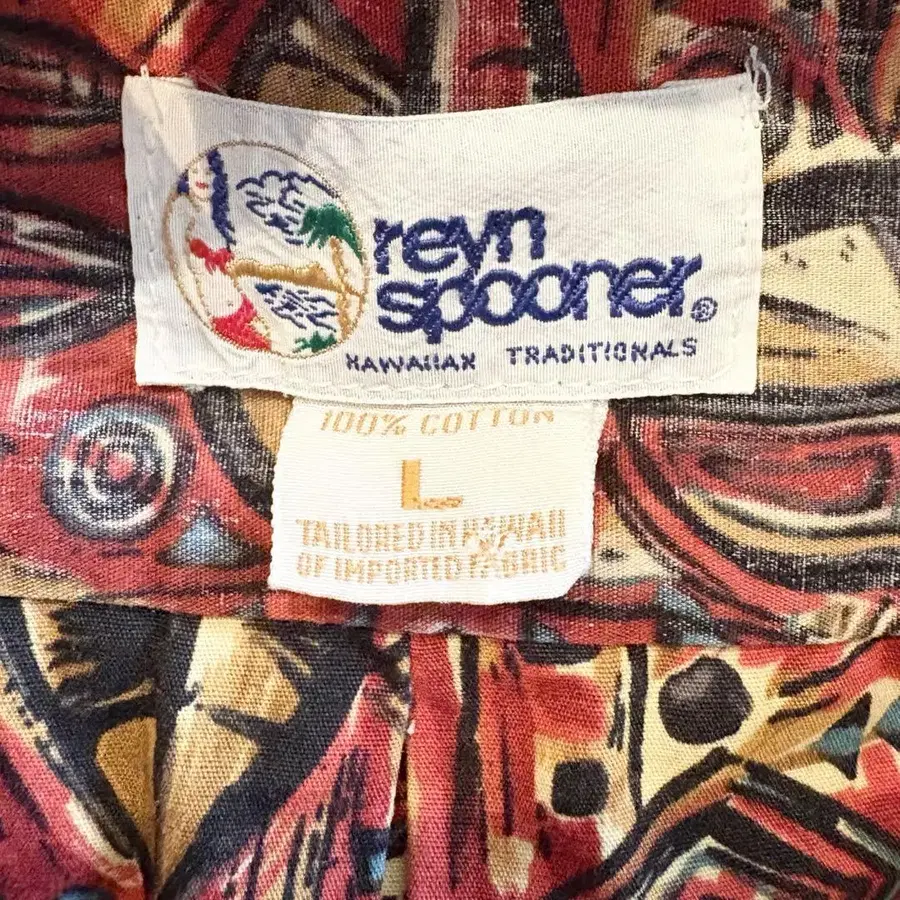 reyn
spooner®
HAWAIIAN TRADITIONALS
100% COTTON
L
TAILORED IN HAWAII
OF IMPORTED FABRIC